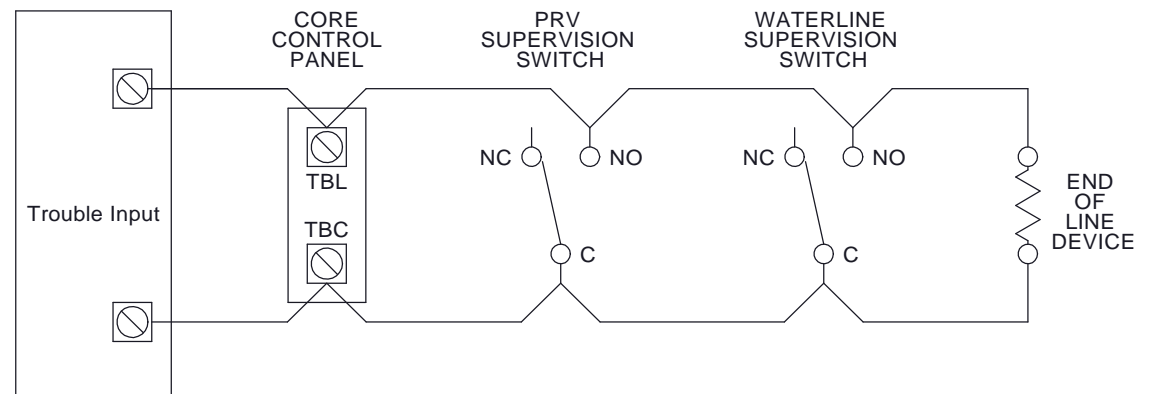 CORE
CONTROL
PANEL
PRV
SUPERVISION
SWITCH
WATERLINE
SUPERVISION
SWITCH
NC
NO
NC
NO
TBL
Trouble Input
TBC
C
C
END
OF
LINE
DEVICE